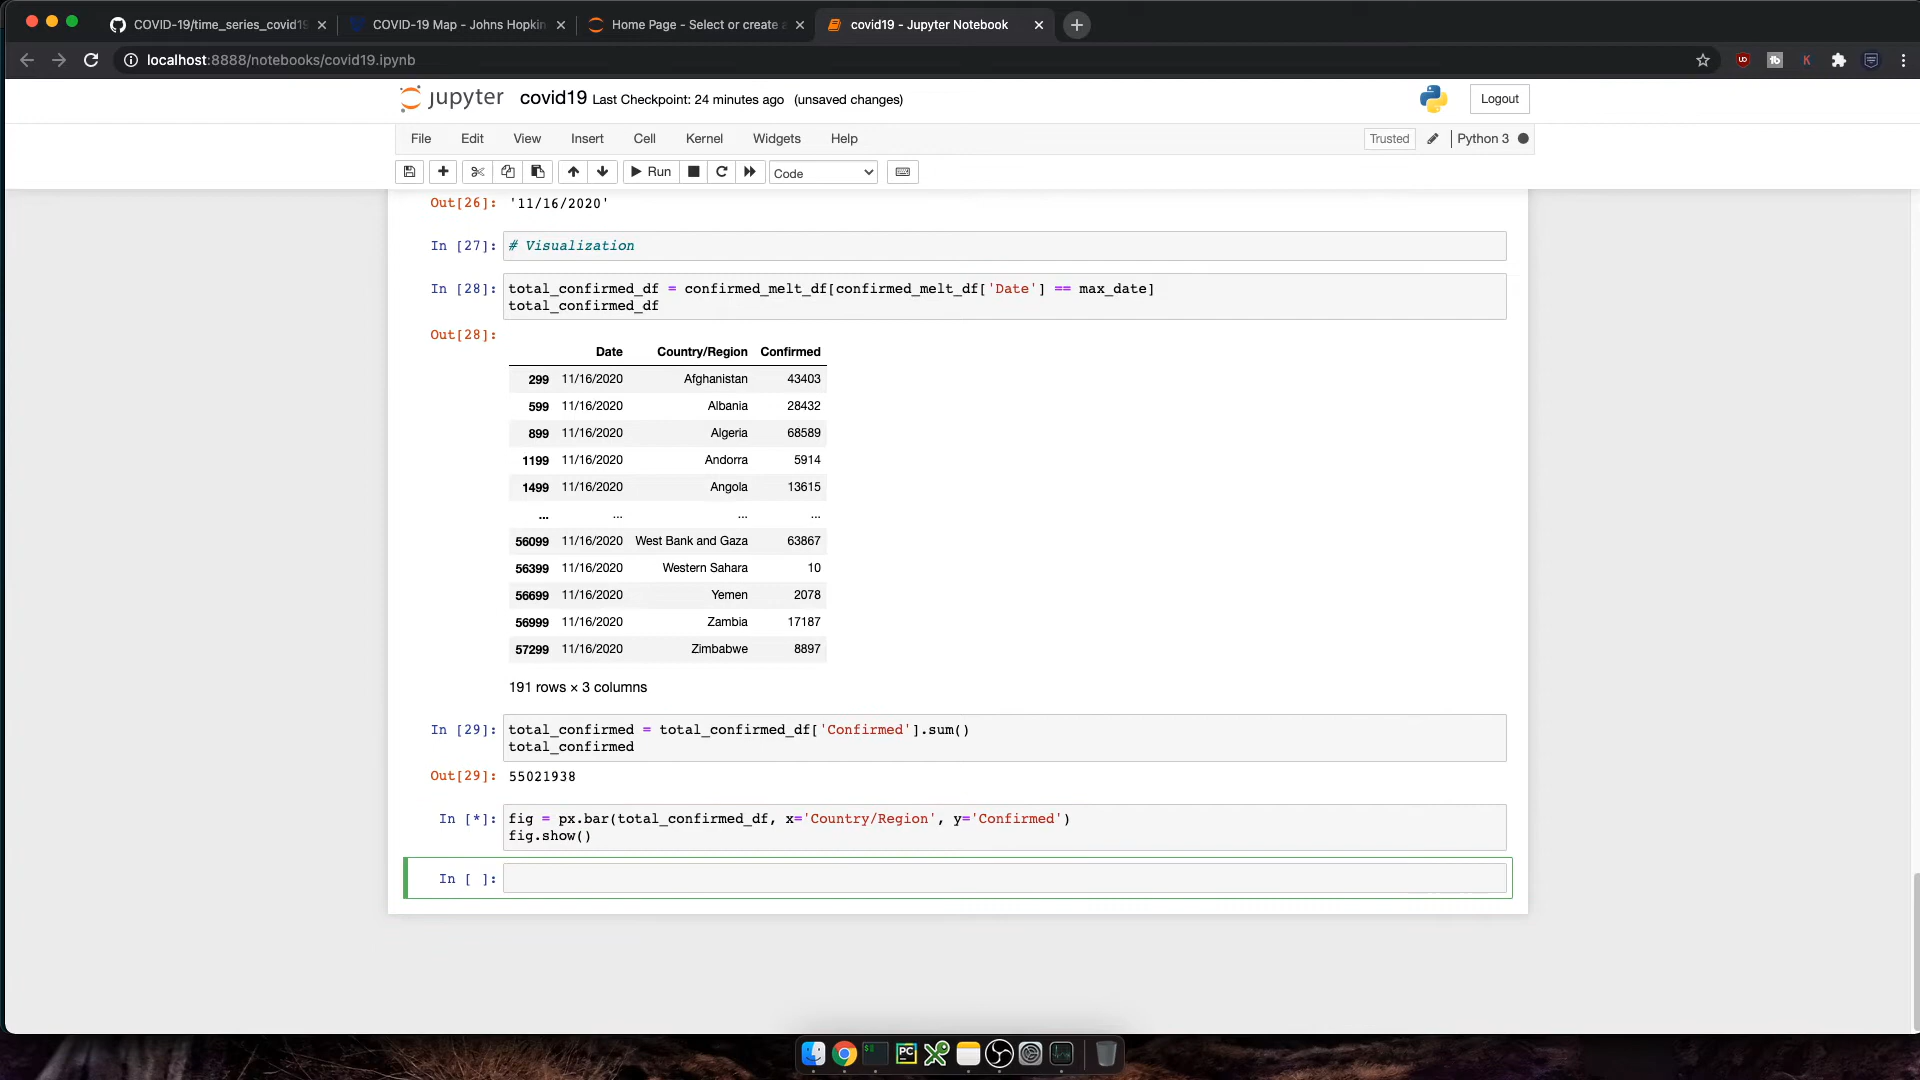 COVID-19/time_series_covid19
COVID-19 Map - Johns Hopkin
Home Page - Select or create a
covid19 - Jupyter Notebook
localhost:8888/notebooks/covid19.ipynb
jupyter covid19 Last Checkpoint: 24 minutes ago (unsaved changes)
Logout
File Edit View Insert Cell Kernel Widgets Help
Trusted Python 3
Run Code
Out[26]: '11/16/2020'
In [27]: # Visualization
In [28]: total_confirmed_df = confirmed_melt_df[confirmed_melt_df['Date'] == max_date]
total_confirmed_df
Out[28]:
Date Country/Region Confirmed
299 11/16/2020 Afghanistan 43403
599 11/16/2020 Albania 28432
899 11/16/2020 Algeria 68589
1199 11/16/2020 Andorra 5914
1499 11/16/2020 Angola 13615
... ... ... ...
56099 11/16/2020 West Bank and Gaza 63867
56399 11/16/2020 Western Sahara 10
56699 11/16/2020 Yemen 2078
56999 11/16/2020 Zambia 17187
57299 11/16/2020 Zimbabwe 8897
191 rows × 3 columns
In [29]: total_confirmed = total_confirmed_df['Confirmed'].sum()
total_confirmed
Out[29]: 55021938
In [*]: fig = px.bar(total_confirmed_df, x='Country/Region', y='Confirmed')
fig.show()
In [ ]:
PC